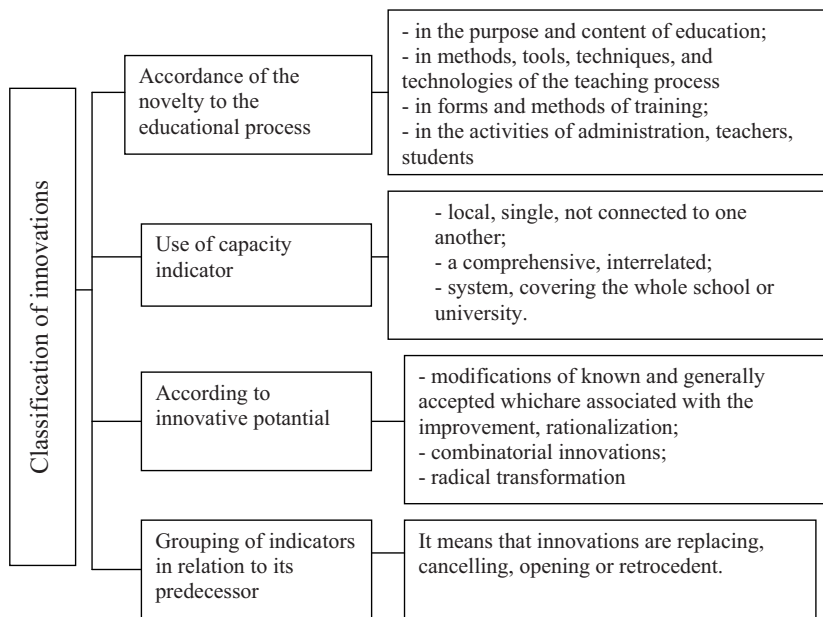 Classification of innovations
Accordance of the
novelty to the
educational process
- in the purpose and content of education;
- in methods, tools, techniques, and
technologies of the teaching process
- in forms and methods of training;
- in the activities of administration, teachers,
students
Use of capacity
indicator
- local, single, not connected to one
another;
- a comprehensive, interrelated;
- system, covering the whole school or
university.
According to
innovative potential
- modifications of known and generally
accepted whichare associated with the
improvement, rationalization;
- combinatorial innovations;
- radical transformation
Grouping of indicators
in relation to its
predecessor
It means that innovations are replacing,
cancelling, opening or retrocedent.